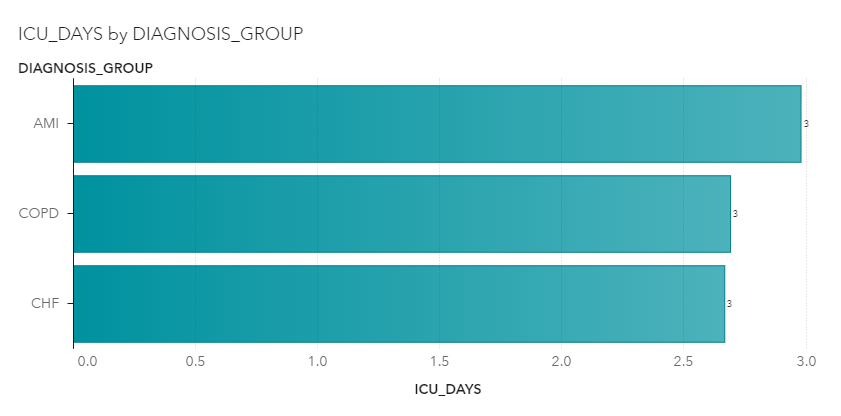 ICU_DAYS by DIAGNOSIS_GROUP
DIAGNOSIS_GROUP
AMI 3
COPD 3
CHF 3
0.0 0.5 1.0 1.5 2.0 2.5 3.0
ICU_DAYS